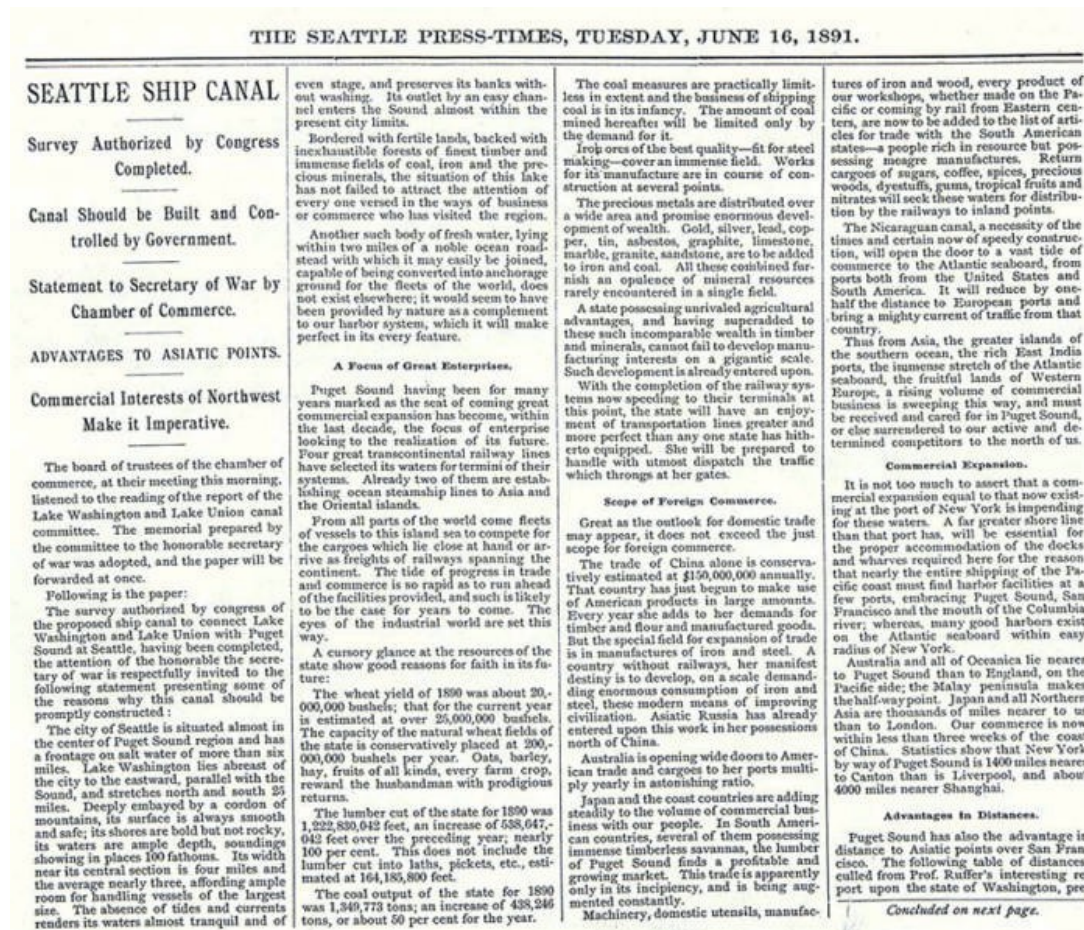 THE SEATTLE PRESS-TIMES, TUESDAY, JUNE 16, 1891.
SEATTLE SHIP CANAL
Survey Authorized by Congress
Completed.
Canal Should be Built and Con-
trolled by Government.
Statement to Secretary of War by
Chamber of Commerce.
ADVANTAGES TO ASIATIC POINTS.
Commercial Interests of Northwest
Make it Imperative.
The board of trustees of the chamber of
commerce, at their meeting this morning,
listened to the reading of the report of the
Lake Washington and Lake Union canal
committee. The memorial prepared by
the committee to the honorable secretary
of war was adopted, and the paper will be
forwarded at once.
Following is the paper:
The survey authorized by congress of
the proposed ship canal to connect Lake
Washington and Lake Union with Puget
Sound at Seattle, having been completed,
the attention of the honorable the secre-
tary of war is respectfully invited to the
following statement presenting some of
the reasons why this canal should be
promptly constructed:
The city of Seattle is situated almost in
the center of Puget Sound region and has
a frontage on salt water of more than six
miles. Lake Washington lies abreast of
the city to the eastward, parallel with the
Sound, and stretches north and south 25
miles. Deeply embayed by a cordon of
mountains, its surface is always smooth
and safe; its shores are bold but not rocky,
its waters are ample depth, soundings
showing in places 100 fathoms. Its width
near its central section is four miles and
the average nearly three, affording ample
room for handling vessels of the largest
size. The absence of tides and currents
renders its waters almost tranquil and of
even stage, and preserves its banks with-
out washing. Its outlet by an easy chan-
nel enters the Sound almost within the
present city limits.
Bordered with fertile lands, backed with
inexhaustible forests of finest timber and
immense fields of coal, iron and the pre-
cious minerals, the situation of this lake
has not failed to attract the attention of
every one versed in the ways of business
or commerce who has visited the region.
Another such body of fresh water, lying
within two miles of a noble ocean road-
stead with which it may easily be joined,
capable of being converted into anchorage
ground for the fleets of the world, does
not exist elsewhere; it would seem to have
been provided by nature as a complement
to our harbor system, which it will make
perfect in its every feature.
A Focus of Great Enterprises.
Puget Sound having been for many
years marked as the seat of coming great
commercial expansion has become, within
the last decade, the focus of enterprise
looking to the realization of its future.
Four great transcontinental railway lines
have selected its waters for termini of their
systems. Already two of them are estab-
lishing ocean steamship lines to Asia and
the Oriental islands.
From all parts of the world come fleets
of vessels to this island sea to compete for
the cargoes which lie close at hand or ar-
rive as freights of railways spanning the
continent. The tide of progress in trade
and commerce is so rapid as to run ahead
of the facilities provided, and such is likely
to be the case for years to come. The
eyes of the industrial world are set this
way.
A cursory glance at the resources of the
state show good reasons for faith in its fu-
ture:
The wheat yield of 1890 was about 20,-
000,000 bushels; that for the current year
is estimated at over 25,000,000 bushels.
The capacity of the natural wheat fields of
the state is conservatively placed at 200,-
000,000 bushels per year. Oats, barley,
hay, fruits of all kinds, every farm crop,
reward the husbandman with prodigious
returns.
The lumber cut of the state for 1890 was
1,222,830,042 feet, an increase of 538,647,-
042 feet over the preceding year; nearly
100 per cent. This does not include the
lumber cut into laths, pickets, etc., esti-
mated at 164,185,800 feet.
The coal output of the state for 1890
was 1,349,773 tons; an increase of 438,246
tons, or about 50 per cent for the year.
The coal measures are practically limit-
less in extent and the business of shipping
coal is in its infancy. The amount of coal
mined hereafter will be limited only by
the demand for it.
Iron ores of the best quality—fit for steel
making—cover an immense field. Works
for its manufacture are in course of con-
struction at several points.
The precious metals are distributed over
a wide area and promise enormous devel-
opment of wealth. Gold, silver, lead, cop-
per, tin, asbestos, graphite, limestone,
marble, granite, sandstone, are to be added
to iron and coal. All these combined fur-
nish an opulence of mineral resources
rarely encountered in a single field.
A state possessing unrivaled agricultural
advantages, and having superadded to
these such incomparable wealth in timber
and minerals, cannot fail to develop manu-
facturing interests on a gigantic scale.
Such development is already entered upon.
With the completion of the railway sys-
tems now speeding to their terminals at
this point, the state will have an enjoy-
ment of transportation lines greater and
more perfect than any one state has hith-
erto equipped. She will be prepared to
handle with utmost dispatch the traffic
which throngs at her gates.
Scope of Foreign Commerce.
Great as the outlook for domestic trade
may appear, it does not exceed the just
scope for foreign commerce.
The trade of China alone is conserva-
tively estimated at $150,000,000 annually.
That country has just begun to make use
of American products in large amounts.
Every year she adds to her demands for
timber and flour and manufactured goods.
But the special field for expansion of trade
is in manufactures of iron and steel. A
country without railways, her manifest
destiny is to develop, on a scale demand-
ding enormous consumption of iron and
steel, these modern means of improving
civilization. Asiatic Russia has already
entered upon this work in her possessions
north of China.
Australia is opening wide doors to Amer-
ican trade and cargoes to her ports multi-
ply yearly in astonishing ratio.
Japan and the coast countries are adding
steadily to the volume of commercial bus-
iness with our people. In South Ameri-
can countries, several of them possessing
immense timberless savannas, the lumber
of Puget Sound finds a profitable and
growing market. This trade is apparently
only in its incipiency, and is being aug-
mented constantly.
Machinery, domestic utensils, manufac-
tures of iron and wood, every product of
our workshops, whether made on the Pa-
cific or coming by rail from Eastern cen-
ters, are now to be added to the list of arti-
cles for trade with the South American
states—a people rich in resource but pos-
sessing meagre manufactures. Return
cargoes of sugars, coffee, spices, precious
woods, dyestuffs, gums, tropical fruits and
nitrates will seek these waters for distribu-
tion by the railways to inland points.
The Nicaraguan canal, a necessity of the
times and certain now of speedy construc-
tion, will open the door to a vast tide of
commerce to the Atlantic seaboard, from
ports both from the United States and
South America. It will reduce by one-
half the distance to European ports and
bring a mighty current of traffic from that
country.
Thus from Asia, the greater islands of
the southern ocean, the rich East India
ports, the immense stretch of the Atlantic
seaboard, the fruitful lands of Western
Europe, a rising volume of commercial
business is sweeping this way, and must
be received and cared for in Puget Sound,
or else surrendered to our active and de-
termined competitors to the north of us.
Commercial Expansion.
It is not too much to assert that a com-
mercial expansion equal to that now exist-
ing at the port of New York is impending
for these waters. A far greater shore line
than that port has, will be essential for
the proper accommodation of the docks
and wharves required here for the reason
that nearly the entire shipping of the Pa-
cific coast must find harbor facilities at a
few ports, embracing Puget Sound, San
Francisco and the mouth of the Columbia
river; whereas, many good harbors exist
on the Atlantic seaboard within easy
radius of New York.
Australia and all of Oceanica lie nearer
to Puget Sound than to England, on the
Pacific side; the Malay peninsula makes
the half-way point. Japan and all Northern
Asia are thousands of miles nearer to us
than to London. Our commerce is now
within less than three weeks of the coast
of China. Statistics show that New York
by way of Puget Sound is 1400 miles nearer
to Canton than is Liverpool, and about
4000 miles nearer Shanghai.
Advantages in Distances.
Puget Sound has also the advantage in
distance to Asiatic points over San Fran
cisco. The following table of distances
culled from Prof. Ruffer's interesting re
port upon the state of Washington, pre
Concluded on next page.